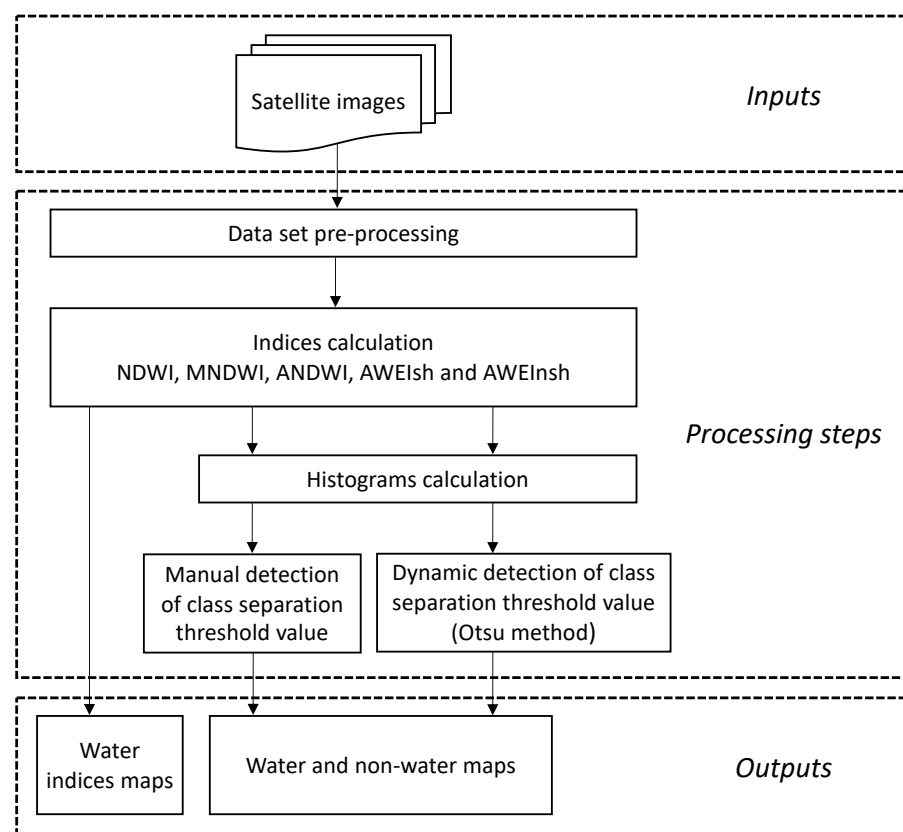 Satellite images
Inputs
Data set pre-processing
Indices calculation
NDWI, MNDWI, ANDWI, AWEIsh and AWEInsh
Processing steps
Histograms calculation
Manual detection
of class separation
threshold value
Dynamic detection of class
separation threshold value
(Otsu method)
Water
indices maps
Water and non-water maps
Outputs